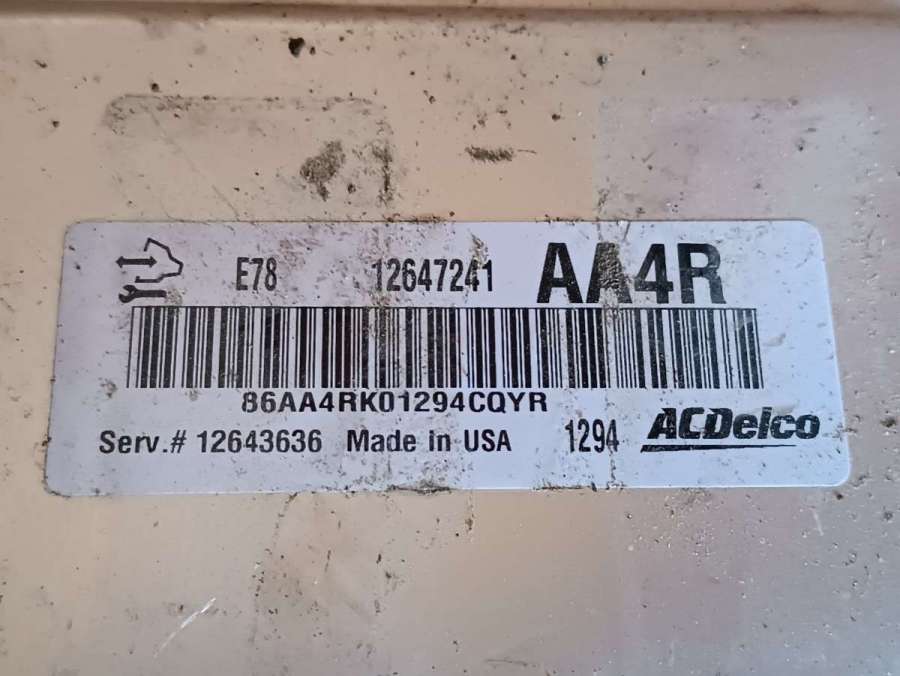 E78 12647241 AA4R
86AA4RK01294CQYR
Serv.# 12643636 Made in USA 1294 ACDelco